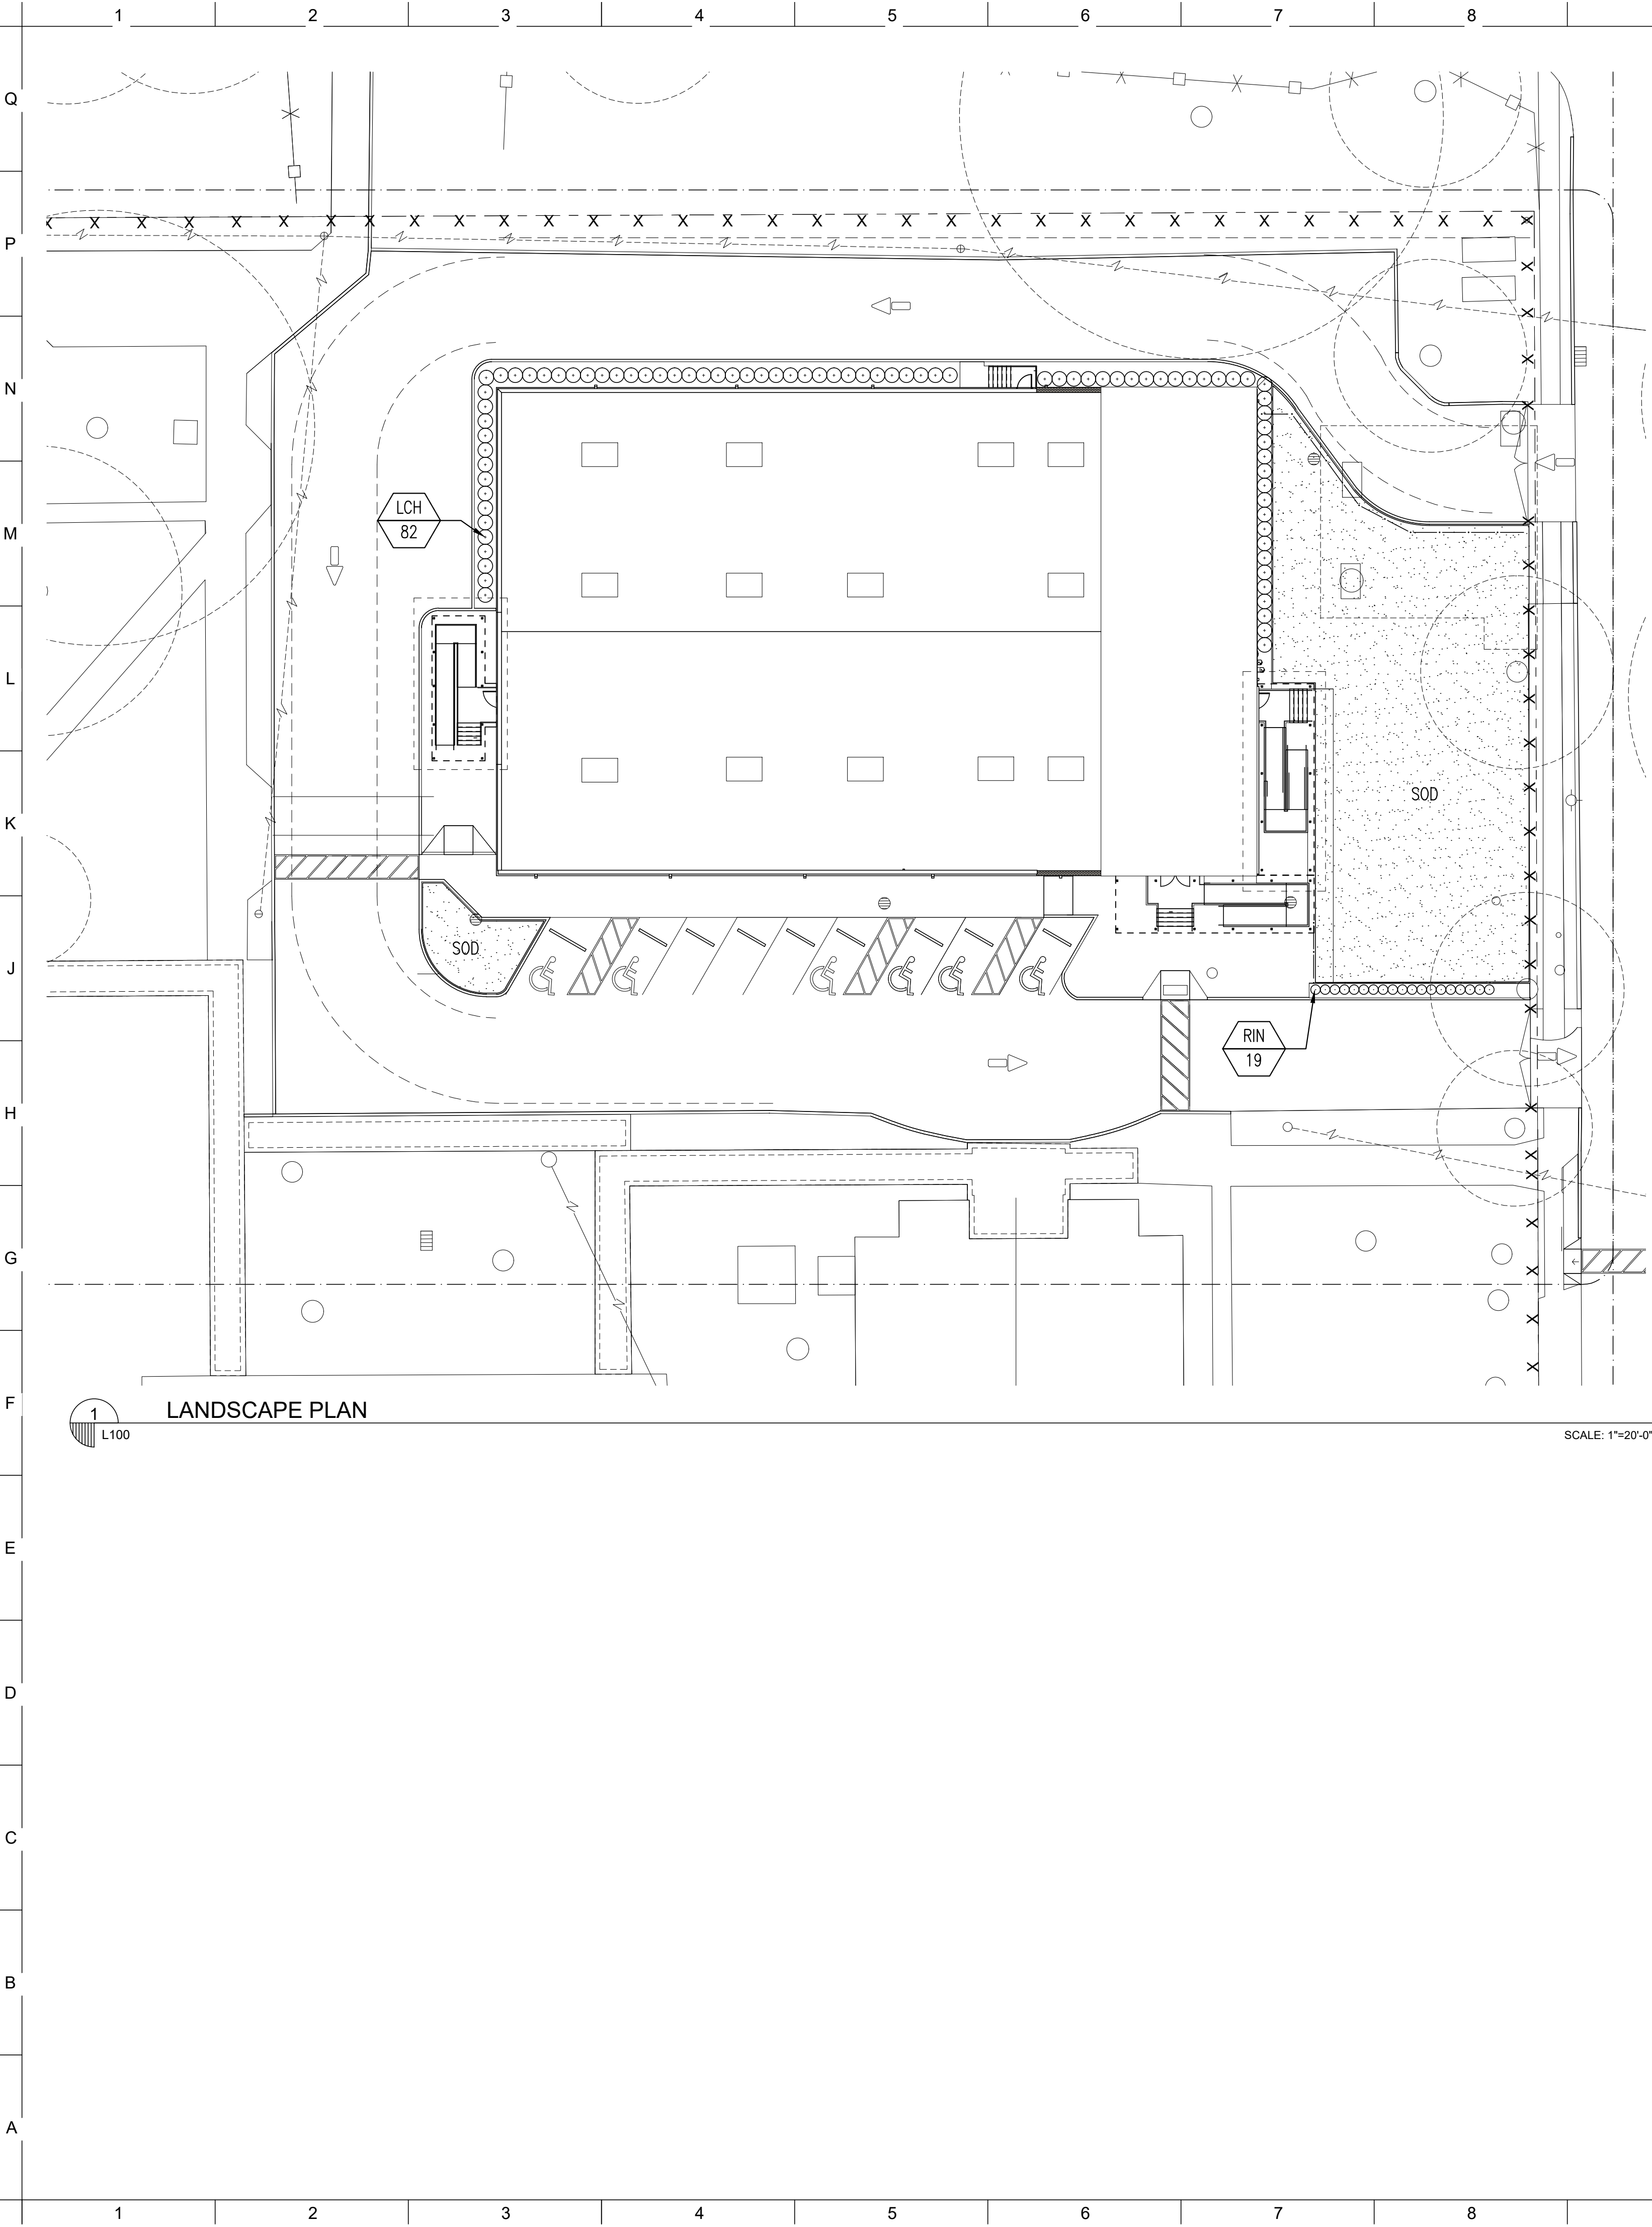 1 2 3 4 5 6 7 8
Q
P
X X X X X X X X X X X X X X X X X X X X X X X X X X X X X X X X X X
N
LCH
82
M
L
SOD
K
SOD
J
RIN
19
H
G
F
1
L100
LANDSCAPE PLAN
SCALE: 1"=20'-0"
E
D
C
B
A
1 2 3 4 5 6 7 8